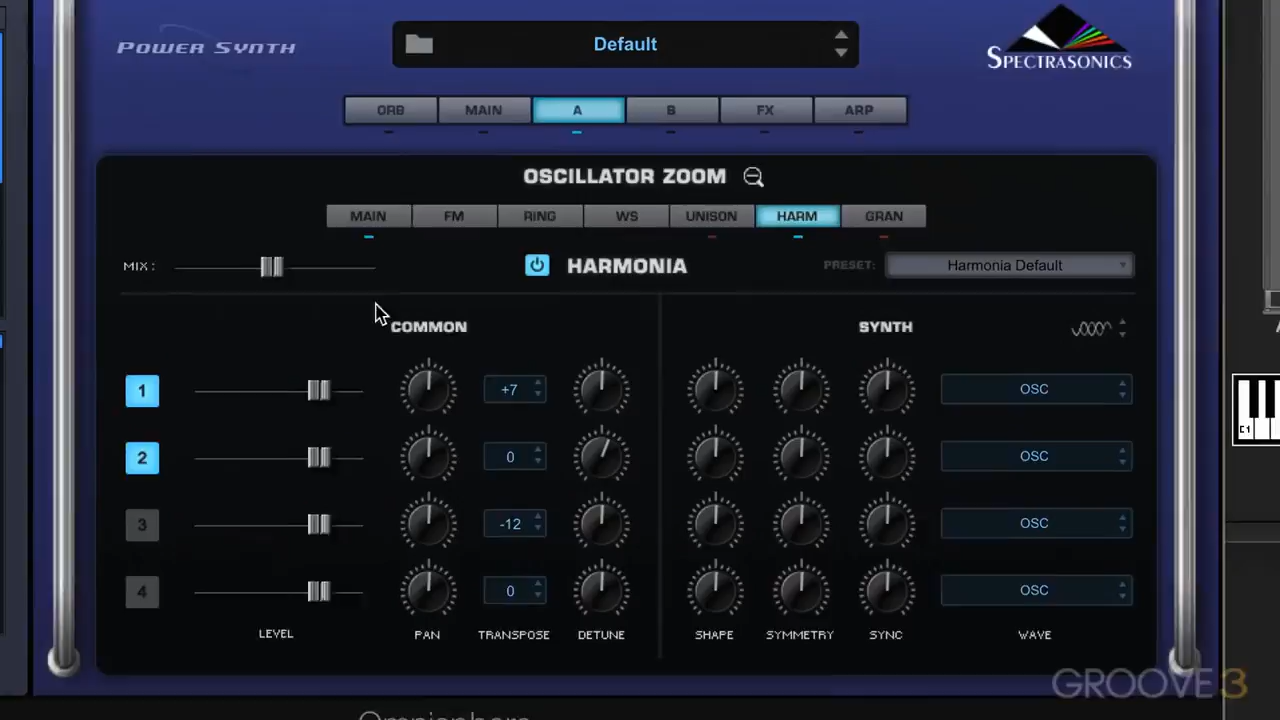 POWER SYNTH
Default
SPECTRASONICS
ORB MAIN A B FX ARP
OSCILLATOR ZOOM
MAIN FM RING WS UNISON HARM GRAN
MIX: HARMONIA PRESET: Harmonia Default
COMMON SYNTH
1 +7 OSC
2 0 OSC
3 -12 OSC
4 0 OSC
LEVEL PAN TRANSPOSE DETUNE SHAPE SYMMETRY SYNC WAVE
C1
GROOVE3
Omnisphere